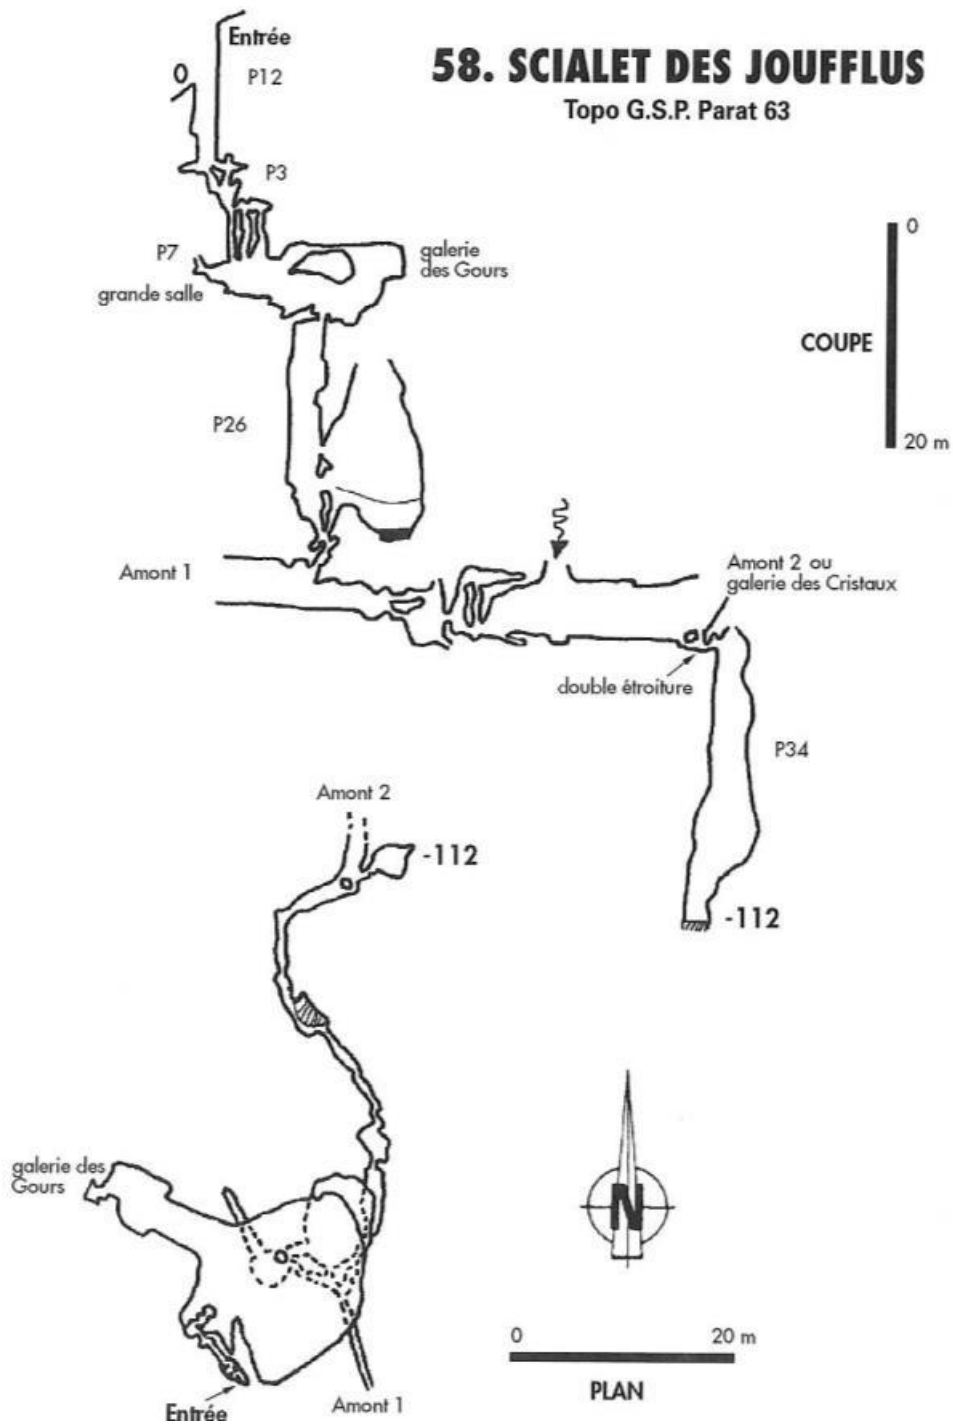 58. SCIALET DES JOUFFLUS
Topo G.S.P. Parat 63
Entrée
0
P12
P3
P7
grande salle
galerie
des Gours
0
COUPE
20 m
P26
Amont 1
Amont 2 ou
galerie des Cristaux
double étroiture
P34
-112
Amont 2
-112
galerie des
Gours
Entrée
Amont 1
N
0
20 m
PLAN